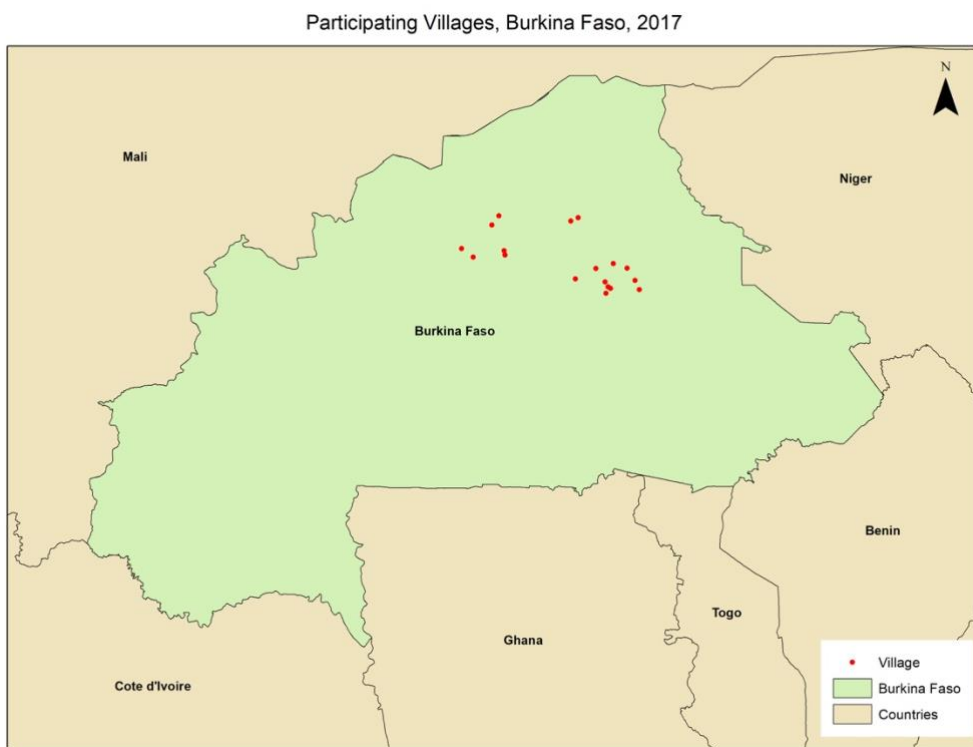 Participating Villages, Burkina Faso, 2017
N
Mali
Niger
Burkina Faso
Benin
Togo
Ghana
Cote d'Ivoire
Village
Burkina Faso
Countries